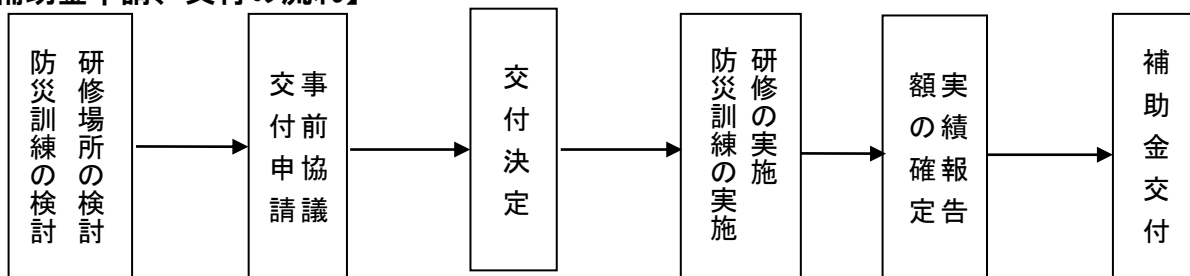 補助金申請、交付の流れ】
研修場所の検討
防災訓練の検討
事前協議
交付申請
交付決定
研修の実施
防災訓練の実施
実績報告
額の確定
補助金交付